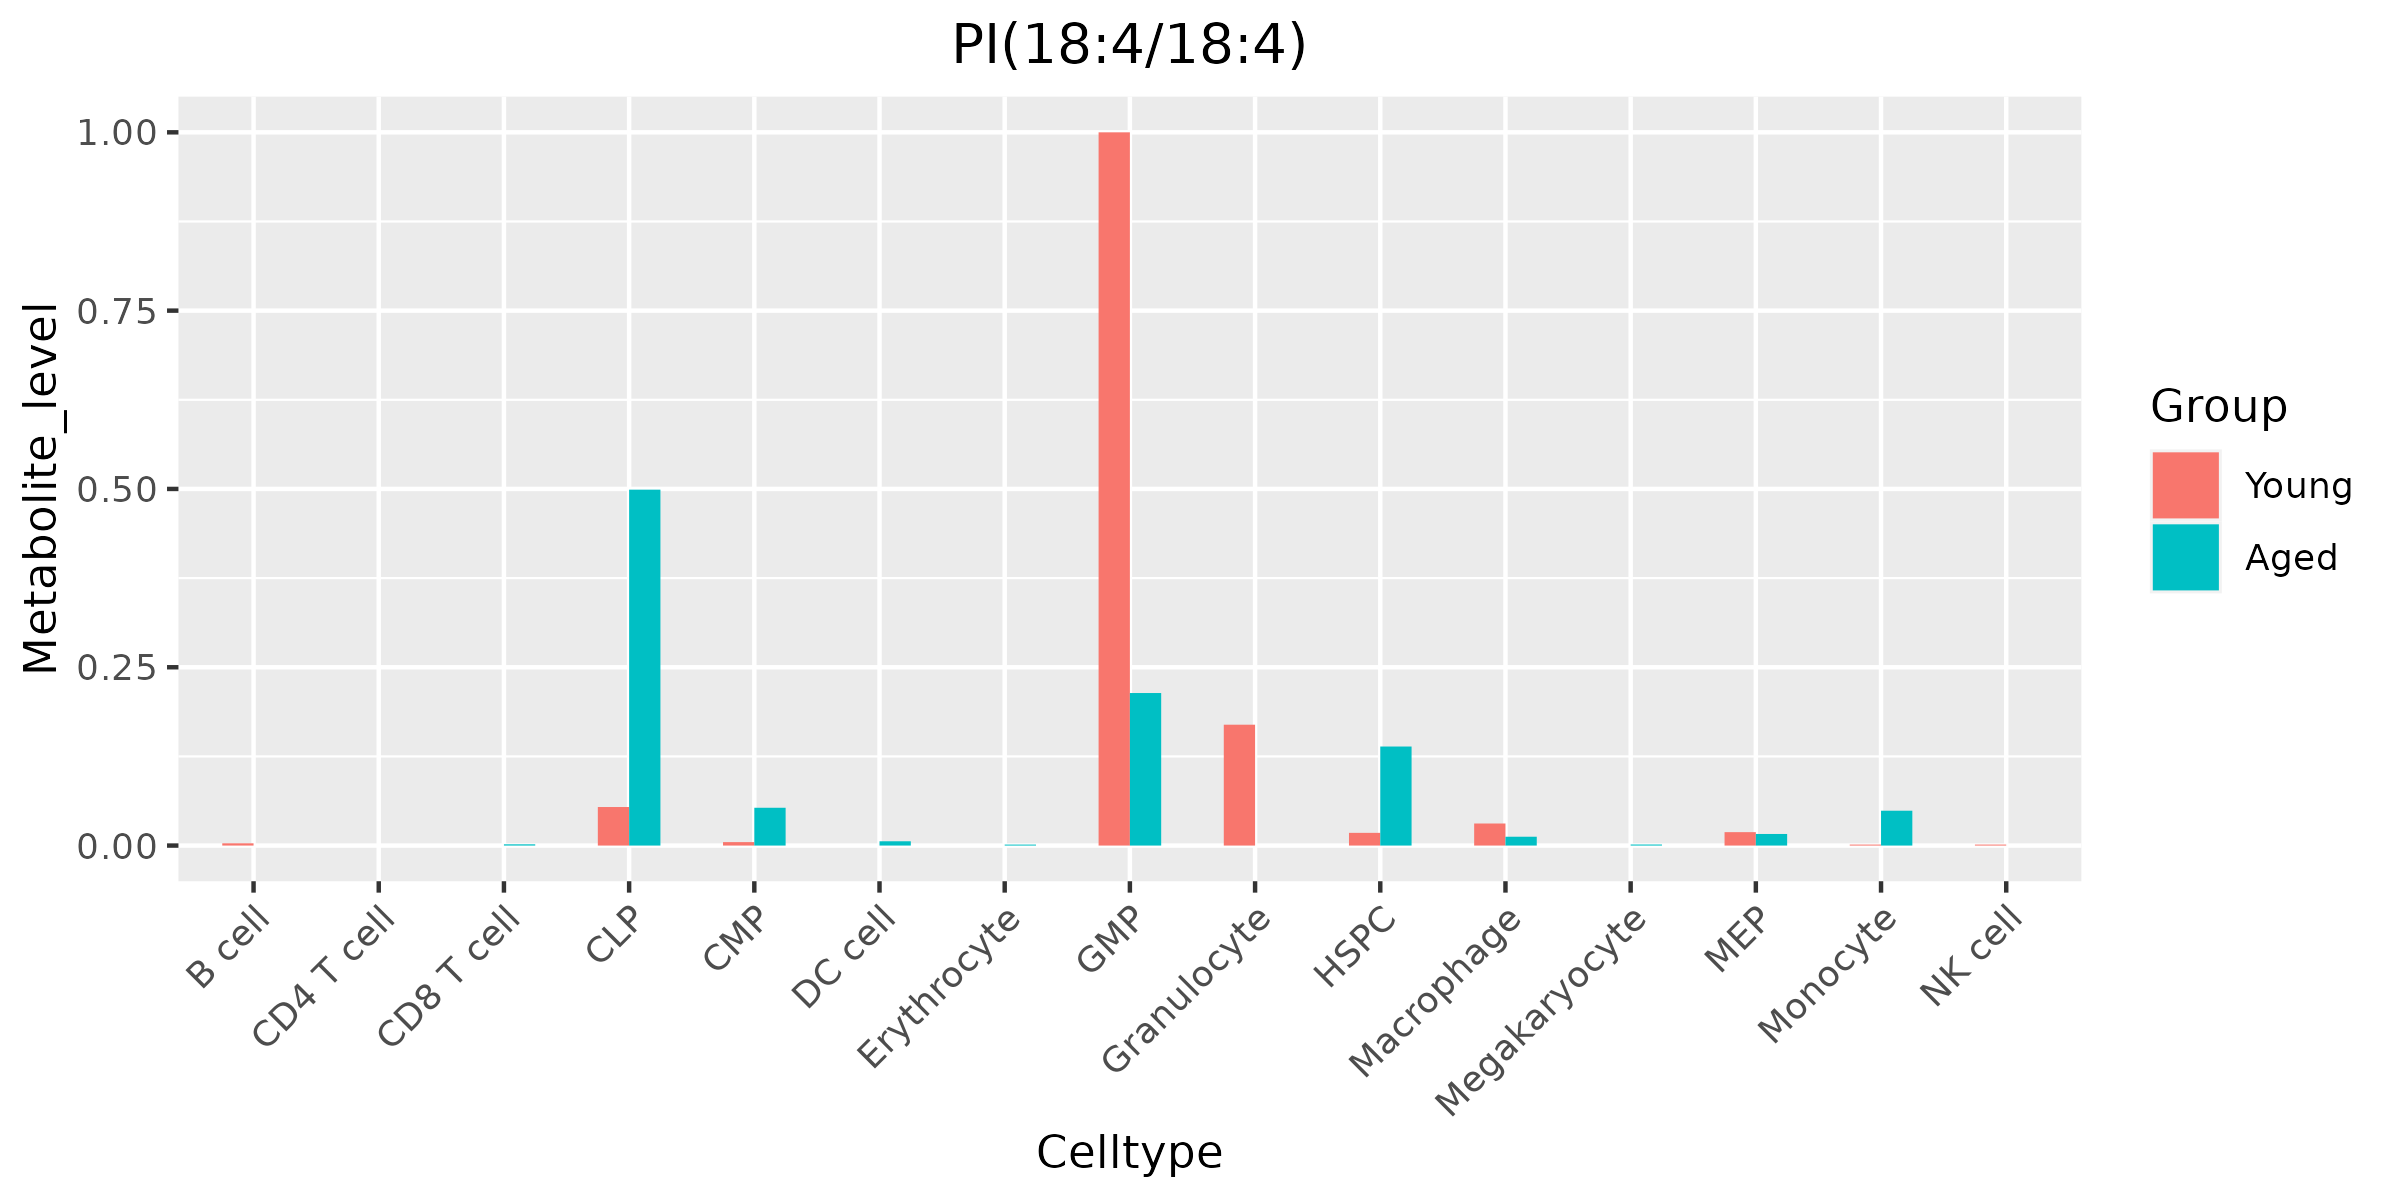 PI(18:4/18:4)
Metabolite_level
1.00
0.75
0.50
0.25
0.00
B cell
CD4 T cell
CD8 T cell
CLP
CMP
DC cell
Erythrocyte
GMP
Granulocyte
HSPC
Macrophage
Megakaryocyte
MEP
Monocyte
NK cell
Celltype
Group
Young
Aged